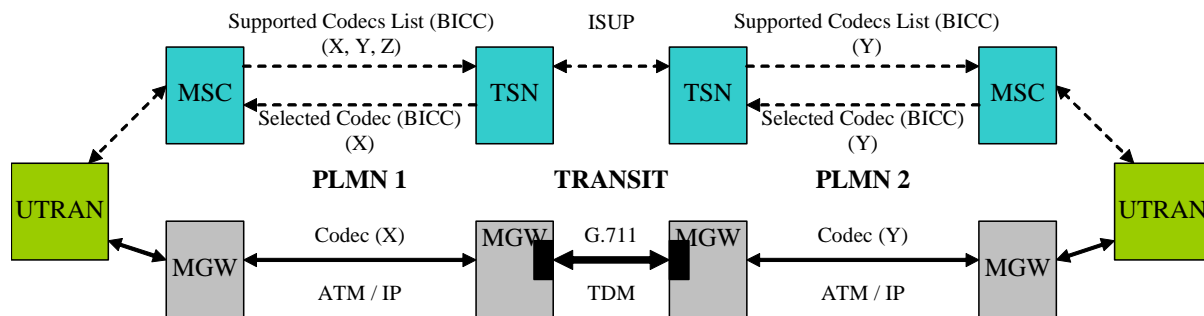 Supported Codecs List (BICC)
(X, Y, Z)
ISUP
Supported Codecs List (BICC)
(Y)
MSC
TSN
TSN
MSC
Selected Codec (BICC)
(X)
Selected Codec (BICC)
(Y)
PLMN 1
TRANSIT
PLMN 2
UTRAN
UTRAN
MGW
Codec (X)
MGW
G.711
MGW
Codec (Y)
MGW
ATM / IP
TDM
ATM / IP